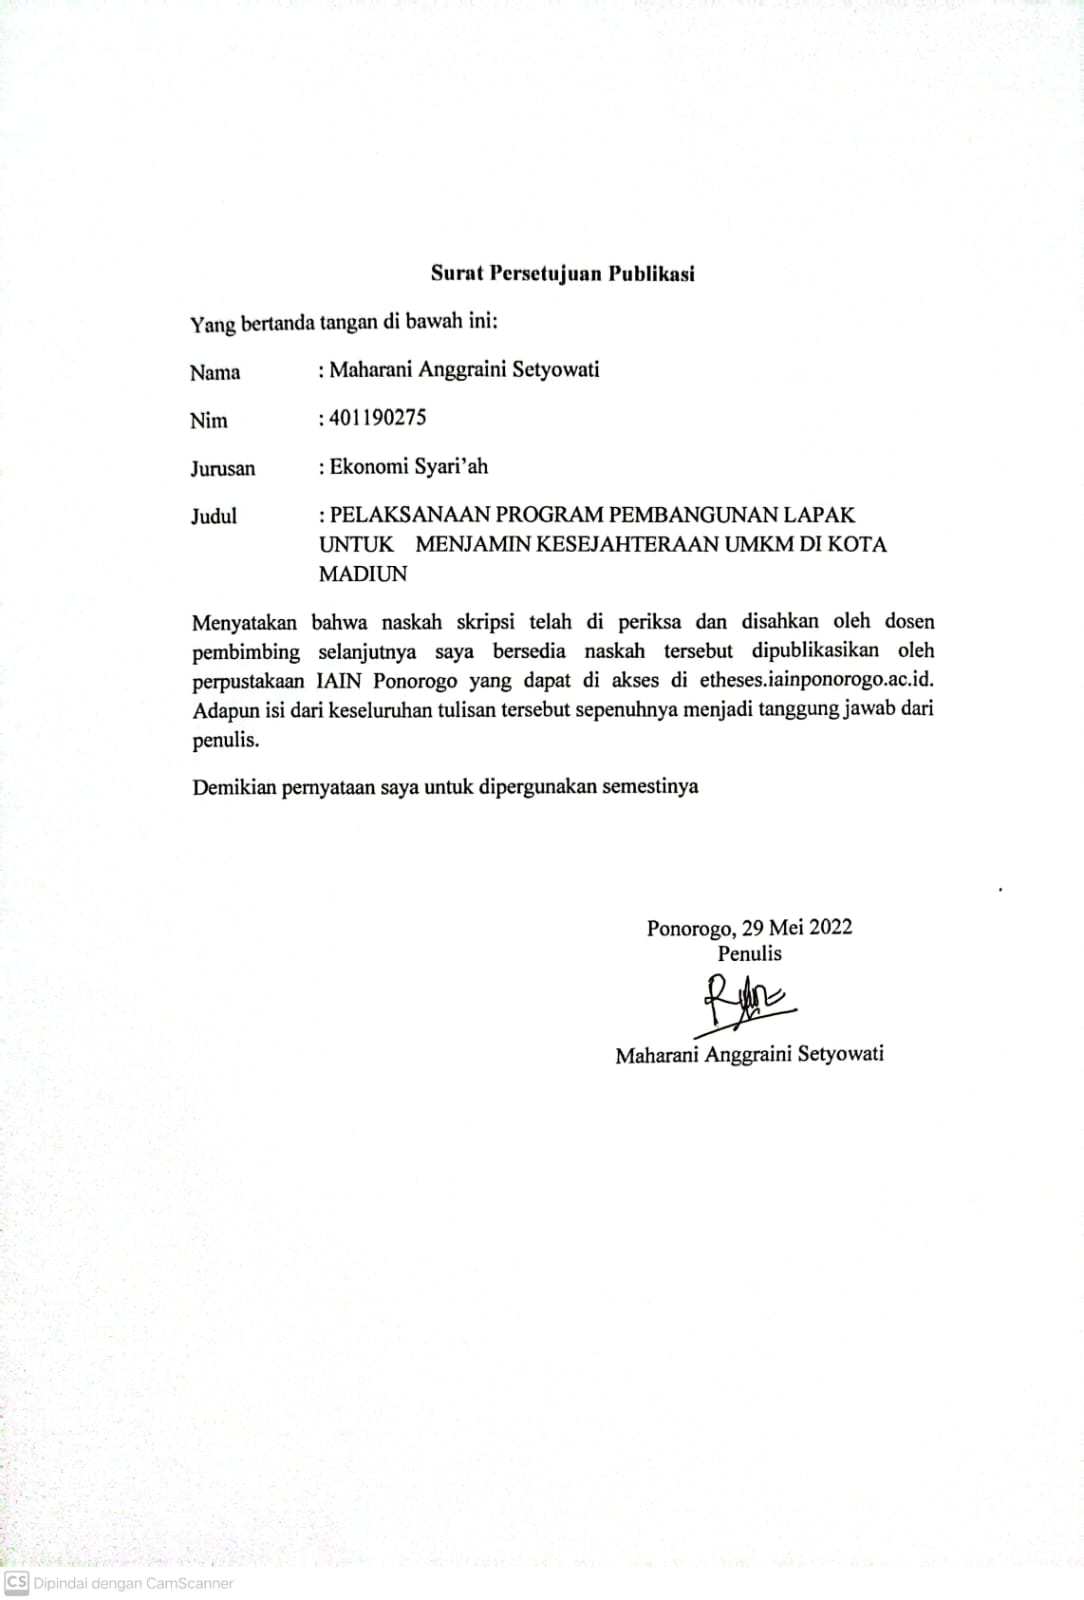 Surat Persetujuan Publikasi
Yang bertanda tangan di bawah ini:
Nama : Maharani Anggraini Setyowati
Nim : 401190275
Jurusan : Ekonomi Syari’ah
Judul : PELAKSANAAN PROGRAM PEMBANGUNAN LAPAK
UNTUK MENJAMIN KESEJAHTERAAN UMKM DI KOTA
MADIUN
Menyatakan bahwa naskah skripsi telah di periksa dan disahkan oleh dosen
pembimbing selanjutnya saya bersedia naskah tersebut dipublikasikan oleh
perpustakaan IAIN Ponorogo yang dapat di akses di etheses.iainponorogo.ac.id.
Adapun isi dari keseluruhan tulisan tersebut sepenuhnya menjadi tanggung jawab dari
penulis.
Demikian pernyataan saya untuk dipergunakan semestinya
Ponorogo, 29 Mei 2022
Penulis
Maharani Anggraini Setyowati
CS Dipindai dengan CamScanner